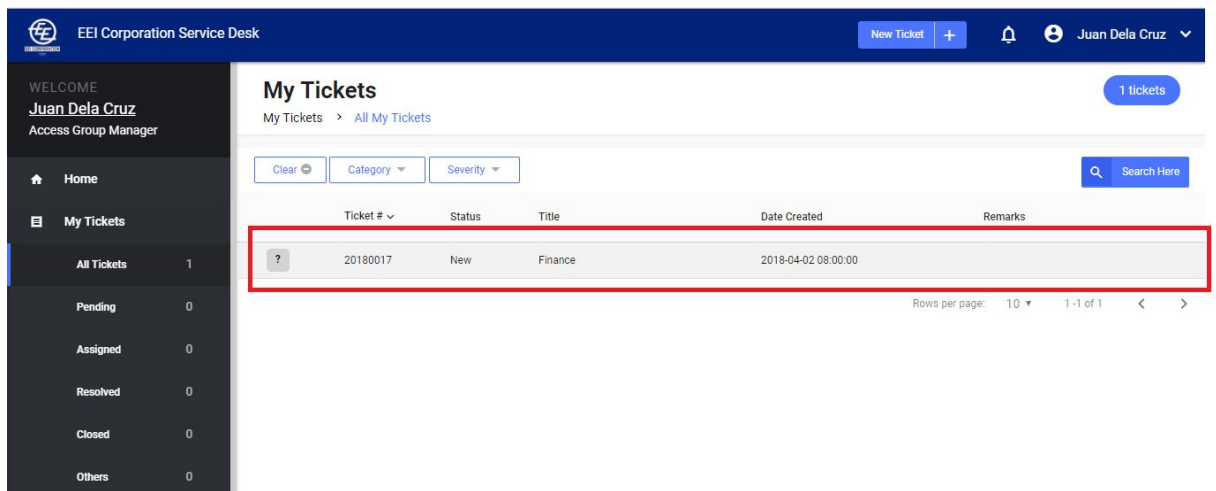 EEI Corporation Service Desk
New Ticket +
Juan Dela Cruz
WELCOME
Juan Dela Cruz
Access Group Manager
Home
My Tickets
All Tickets 1
Pending 0
Assigned 0
Resolved 0
Closed 0
Others 0
My Tickets
1 tickets
My Tickets > All My Tickets
Clear Category Severity
Search Here
Ticket # Status Title Date Created Remarks
? 20180017 New Finance 2018-04-02 08:00:00
Rows per page: 10 1-1 of 1 < >